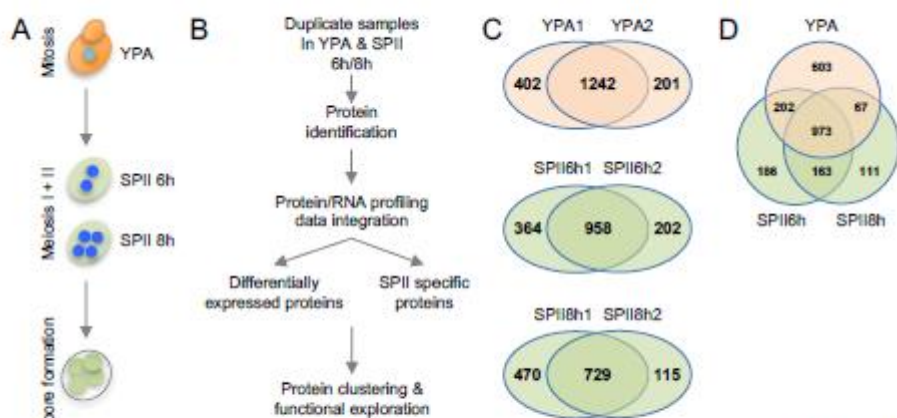 A
Mitosis
YPA
Meiosis I + II
SPII 6h
SPII 8h
ore formation
B
Duplicate samples
In YPA & SPII
6h/8h
Protein
identification
Protein/RNA profiling
data integration
Differentially
expressed proteins
SPII specific
proteins
Protein clustering &
functional exploration
C
YPA1 YPA2
402 1242 201
SPII6h1 SPII6h2
364 958 202
SPII8h1 SPII8h2
470 729 115
D
YPA
603
202 67
973
186 163 111
SPII6h SPII8h